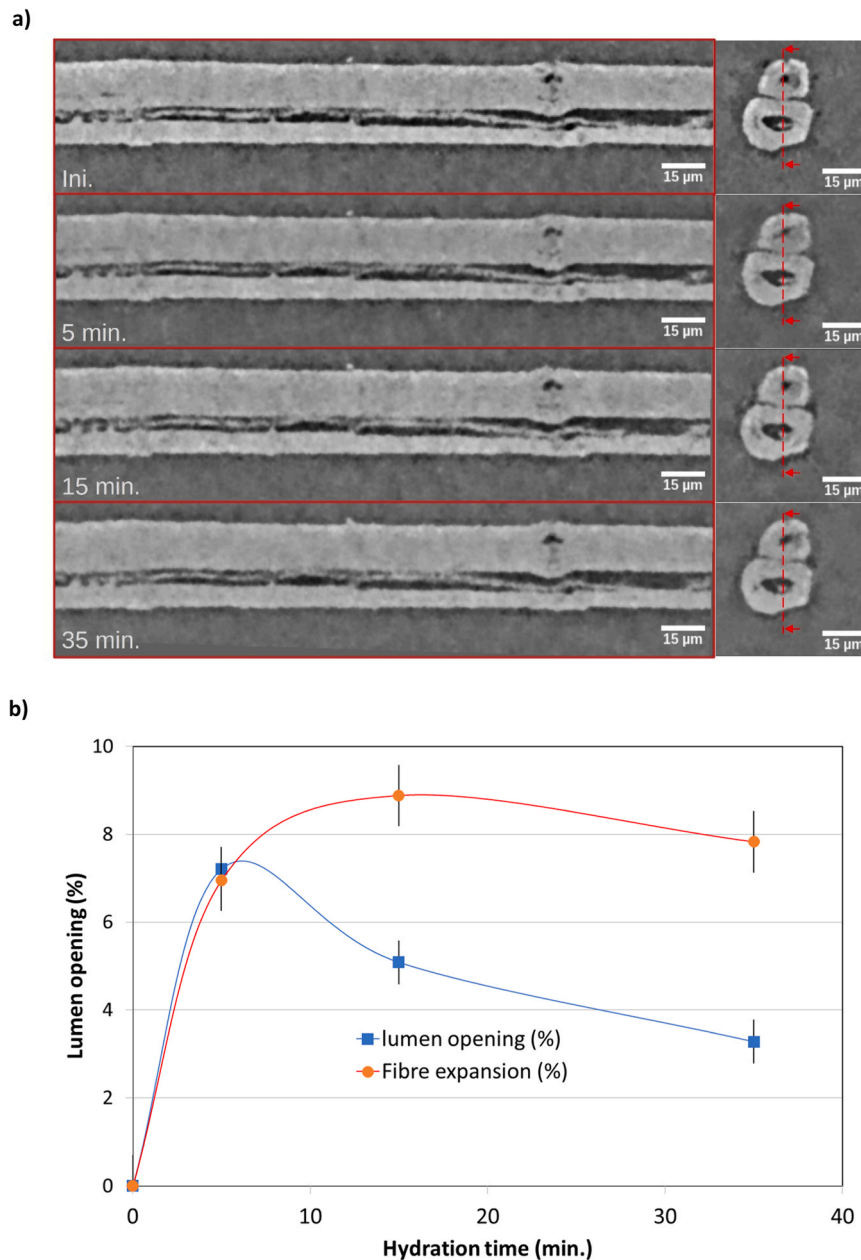 a)
Ini.
15 µm
15 µm
5 min.
15 µm
15 µm
15 min.
15 µm
15 µm
35 min.
15 µm
15 µm
b)
10
8
6
4
2
0
Lumen opening (%)
lumen opening (%)
Fibre expansion (%)
0
10
20
30
40
Hydration time (min.)